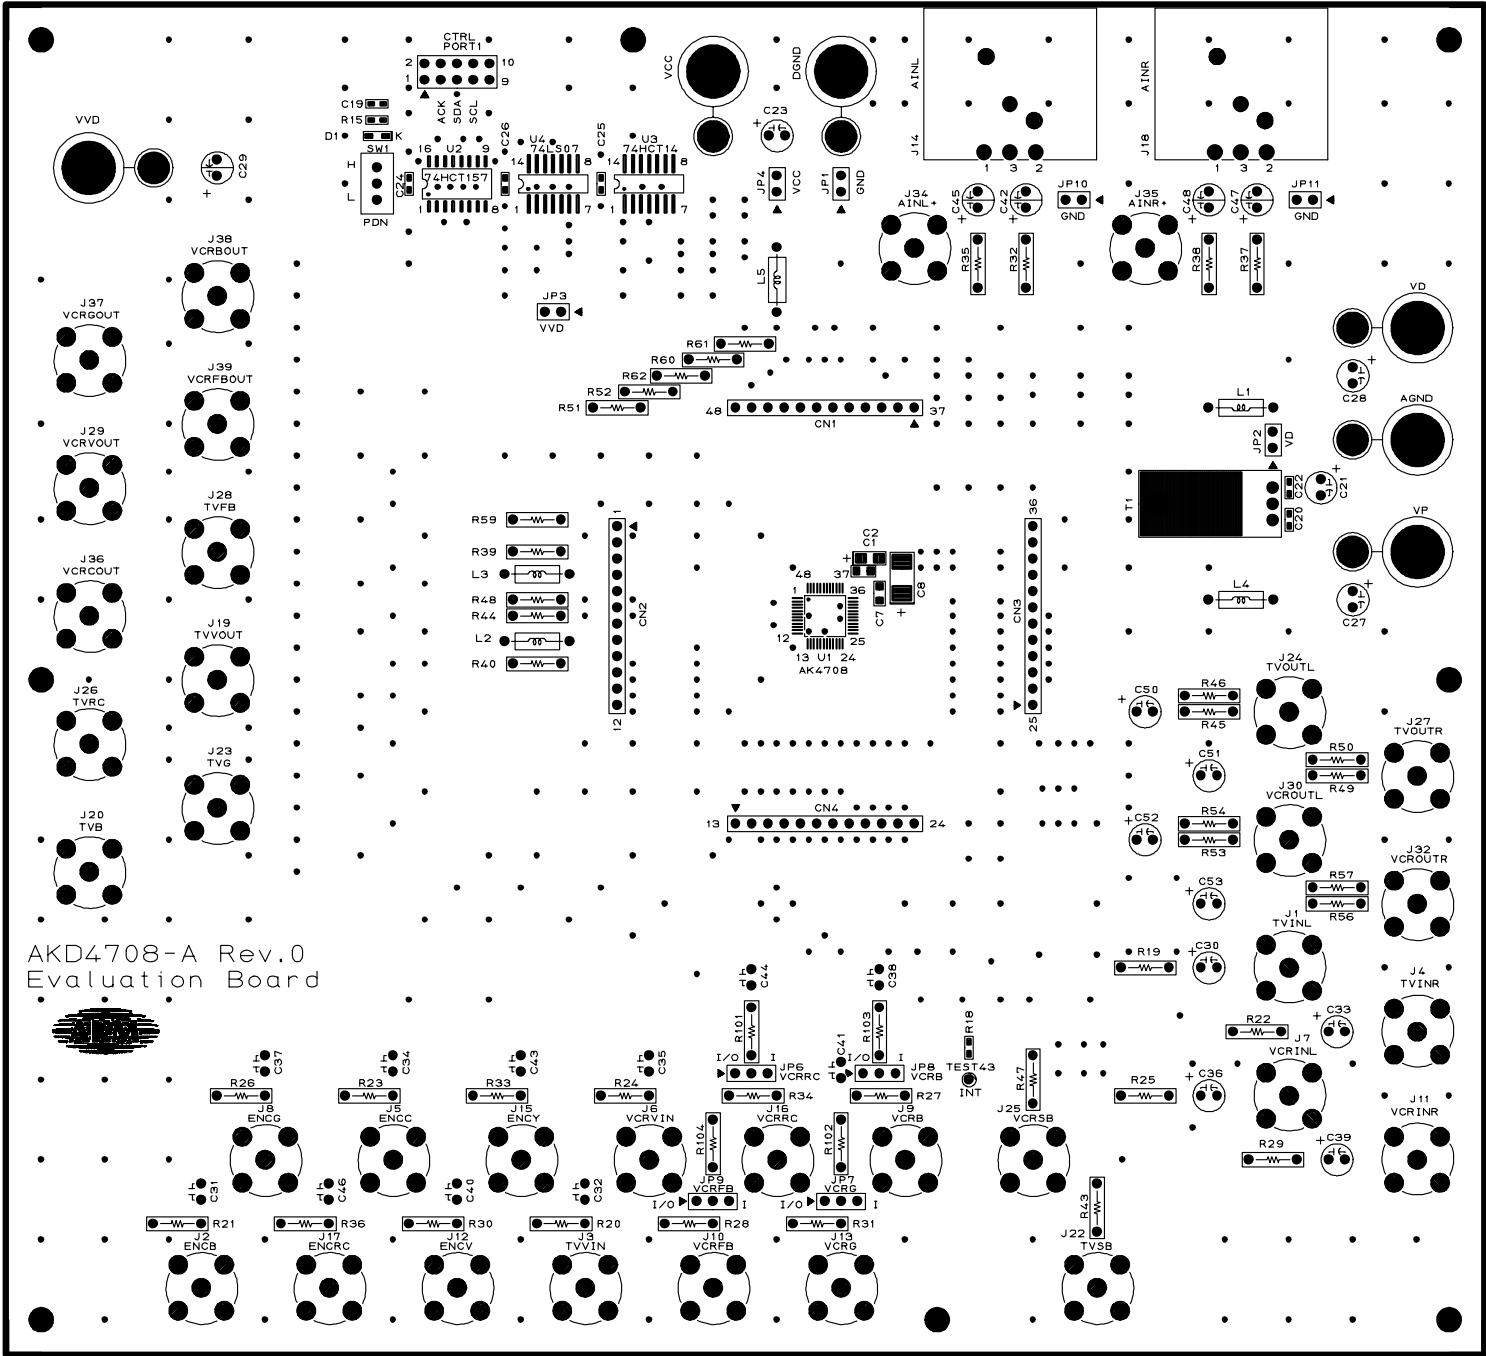 CTRL
PORT1
2 10
1 9
ACK
SDA
SCL
C19
R15
D1 K
SW1
H
L
PDN
16 U2 9
74HCT157
1 8
C24
C26
U4
74LS07
14 8
1 7
C25
U3
74HCT14
14 8
1 7
VCC
DGND
C23
JP4
VCC
JP1
GND
AINL
J14
1 3 2
AINR
J18
1 3 2
VVD
C29
J34
AINL+
C45
C42
JP10
GND
R35
R32
J35
AINR+
C48
C47
JP11
GND
R38
R37
J38
VCRBOUT
J37
VCRGOUT
JP3
VVD
L5
VD
C28
R61
R60
R62
R52
R51
48 37
CN1
L1
JP2
VD
AGND
J39
VCRFBOUT
J29
VCRVOUT
J28
TVFB
T1
C22
C20
C21
VP
C27
L4
R59
R39
L3
R48
R44
L2
R40
1
CN2
12
C2
C1
C7
C8
48 37
1 36
12 25
13 U1 24
AK4708
36
CN3
25
J36
VCRCOUT
J19
TVVOUT
J26
TVRC
J23
TVG
J20
TVB
J24
TVOUTL
C50
R46
R45
J27
TVOUTR
C51
R50
R49
J30
VCROUTL
C52
R54
R53
CN4
13 24
J32
VCROUTR
C53
R57
R56
J1
TVINL
R19
C30
J4
TVINR
R22
C33
J7
VCRINL
R25
C36
J11
VCRINR
R29
C39
AKD4708-A Rev.0
Evaluation Board
AKM
C44
C38
R101
R103
R18
C41
I/O I
JP6
VCRRC
I/O I
JP8
VCRB
TEST43
INT
R47
C37
C34
C43
C35
R26
R23
R33
R24
R34
R27
J8
ENCG
J5
ENCC
J15
ENCY
J6
VCRVIN
J16
VCRRC
J9
VCRB
J25
VCRSB
R104
R102
JP9
VCRFB
I/O I
JP7
VCRG
I/O I
C31
C46
C40
C32
R21
R36
R30
R20
R28
R31
R43
J2
ENCB
J17
ENCRC
J12
ENCV
J3
TVVIN
J10
VCRFB
J13
VCRG
J22
TVSB